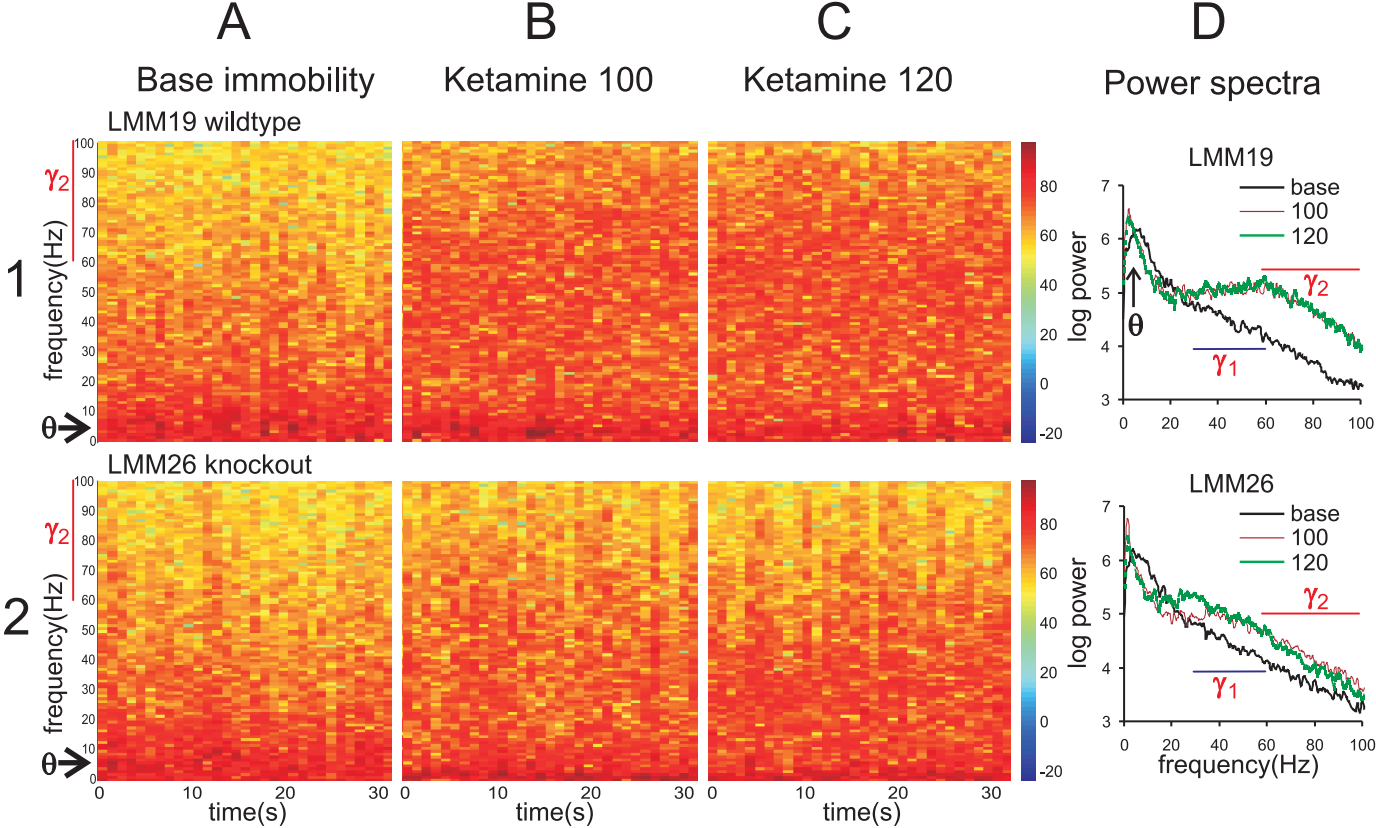 A B C D
Base immobility Ketamine 100 Ketamine 120 Power spectra
LMM19 wildtype
1
γ2
frequency(Hz)
θ
100
90
80
70
60
50
40
30
20
10
0
80
60
40
20
0
-20
LMM19
base
100
120
log power
7
6
5
4
3
γ2
θ
γ1
0 20 40 60 80 100
LMM26 knockout
2
γ2
frequency(Hz)
θ
100
90
80
70
60
50
40
30
20
10
0
0 10 20 30
time(s)
0 10 20 30
time(s)
0 10 20 30
time(s)
80
60
40
20
0
-20
LMM26
base
100
120
log power
7
6
5
4
3
γ2
γ1
0 20 40 60 80 100
frequency(Hz)